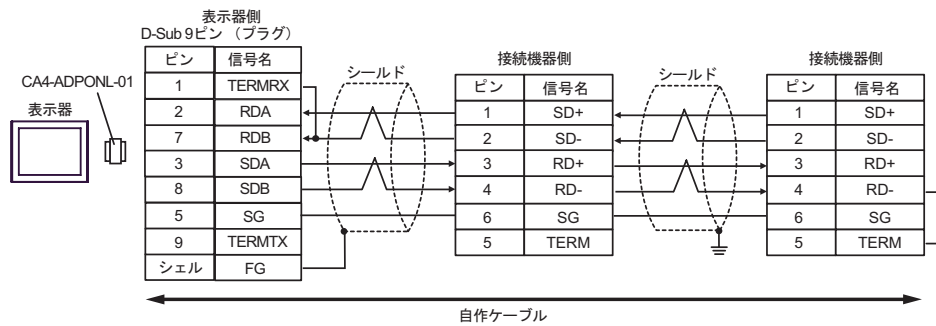 表示器側
D-Sub 9ピン（プラグ）
CA4-ADPONL-01
表示器
ピン 信号名
1 TERMRX
2 RDA
7 RDB
3 SDA
8 SDB
5 SG
9 TERMTX
シェル FG
シールド
接続機器側
ピン 信号名
1 SD+
2 SD-
3 RD+
4 RD-
6 SG
5 TERM
シールド
接続機器側
ピン 信号名
1 SD+
2 SD-
3 RD+
4 RD-
6 SG
5 TERM
自作ケーブル